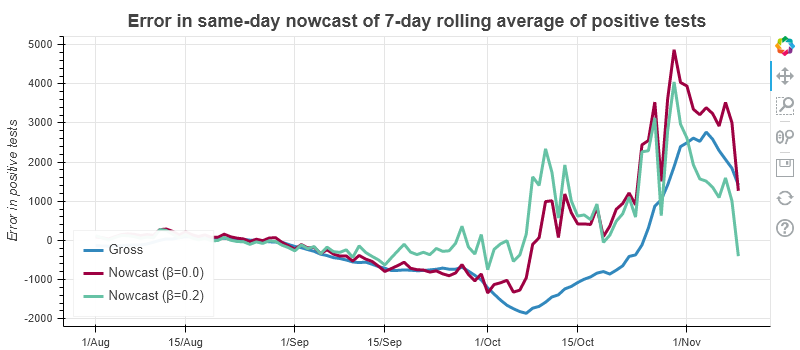 Error in same-day nowcast of 7-day rolling average of positive tests
Error in positive tests
5000
4000
3000
2000
1000
0
-1000
-2000
Gross
Nowcast (β=0.0)
Nowcast (β=0.2)
1/Aug 15/Aug 1/Sep 15/Sep 1/Oct 15/Oct 1/Nov